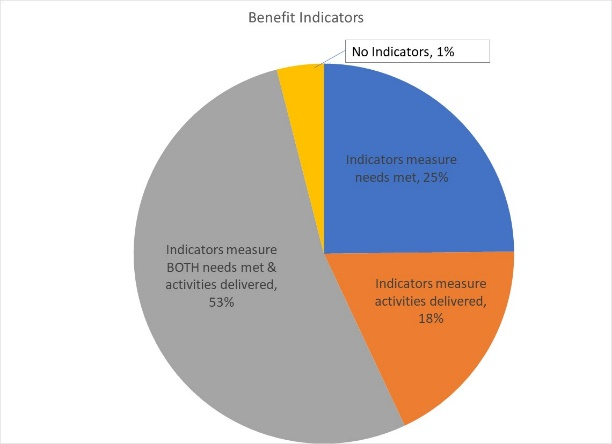 Benefit Indicators
No Indicators, 1%
Indicators measure
needs met, 25%
Indicators measure
BOTH needs met &
activities delivered,
53%
Indicators measure
activities delivered,
18%